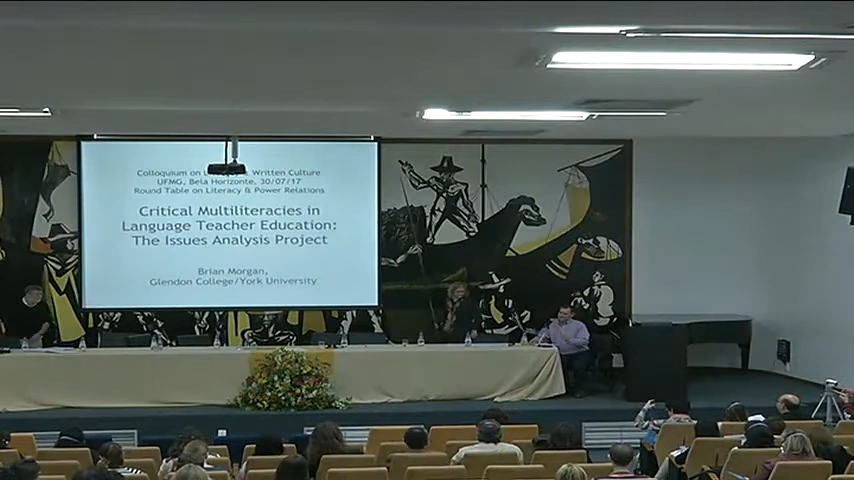 Colloquium on L Written Culture
UFMG, Bela Horizonte, 30/07/17
Round Table on Literacy & Power Relations
Critical Multiliteracies in
Language Teacher Education:
The Issues Analysis Project
Brian Morgan,
Glendon College/York University